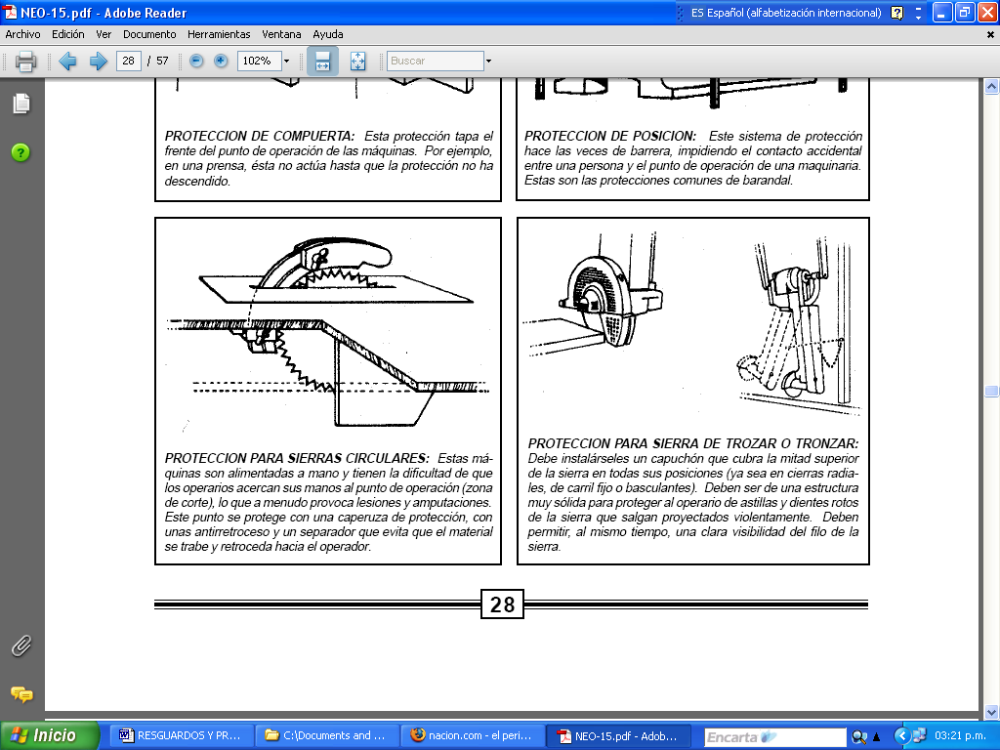 NEO-15.pdf - Adobe Reader
ES Español (alfabetización internacional)
Archivo Edición Ver Documento Herramientas Ventana Ayuda
28 / 57 102% Buscar
PROTECCION DE COMPUERTA: Esta protección tapa el
frente del punto de operación de las máquinas. Por ejemplo,
en una prensa, ésta no actúa hasta que la protección no ha
descendido.
PROTECCION DE POSICION: Este sistema de protección
hace las veces de barrera, impidiendo el contacto accidental
entre una persona y el punto de operación de una maquinaria.
Estas son las protecciones comunes de barandal.
PROTECCION PARA SIERRAS CIRCULARES: Estas má-
quinas son alimentadas a mano y tienen la dificultad de que
los operarios acercan sus manos al punto de operación (zona
de corte), lo que a menudo provoca lesiones y amputaciones.
Este punto se protege con una caperuza de protección, con
unas antirretroceso y un separador que evita que el material
se trabe y retroceda hacia el operador.
PROTECCION PARA SIERRA DE TROZAR O TRONZAR:
Debe instalárseles un capuchón que cubra la mitad superior
de la sierra en todas sus posiciones (ya sea en cierras radia-
les, de carril fijo o basculantes). Deben ser de una estructura
muy sólida para proteger al operario de astillas y dientes rotos
de la sierra que salgan proyectados violentamente. Deben
permitir, al mismo tiempo, una clara visibilidad del filo de la
sierra.
28
Inicio RESGUARDOS Y PR... C:\Documents and ... nacion.com - el peri... NEO-15.pdf - Adob... Encarta 03:21 p.m.